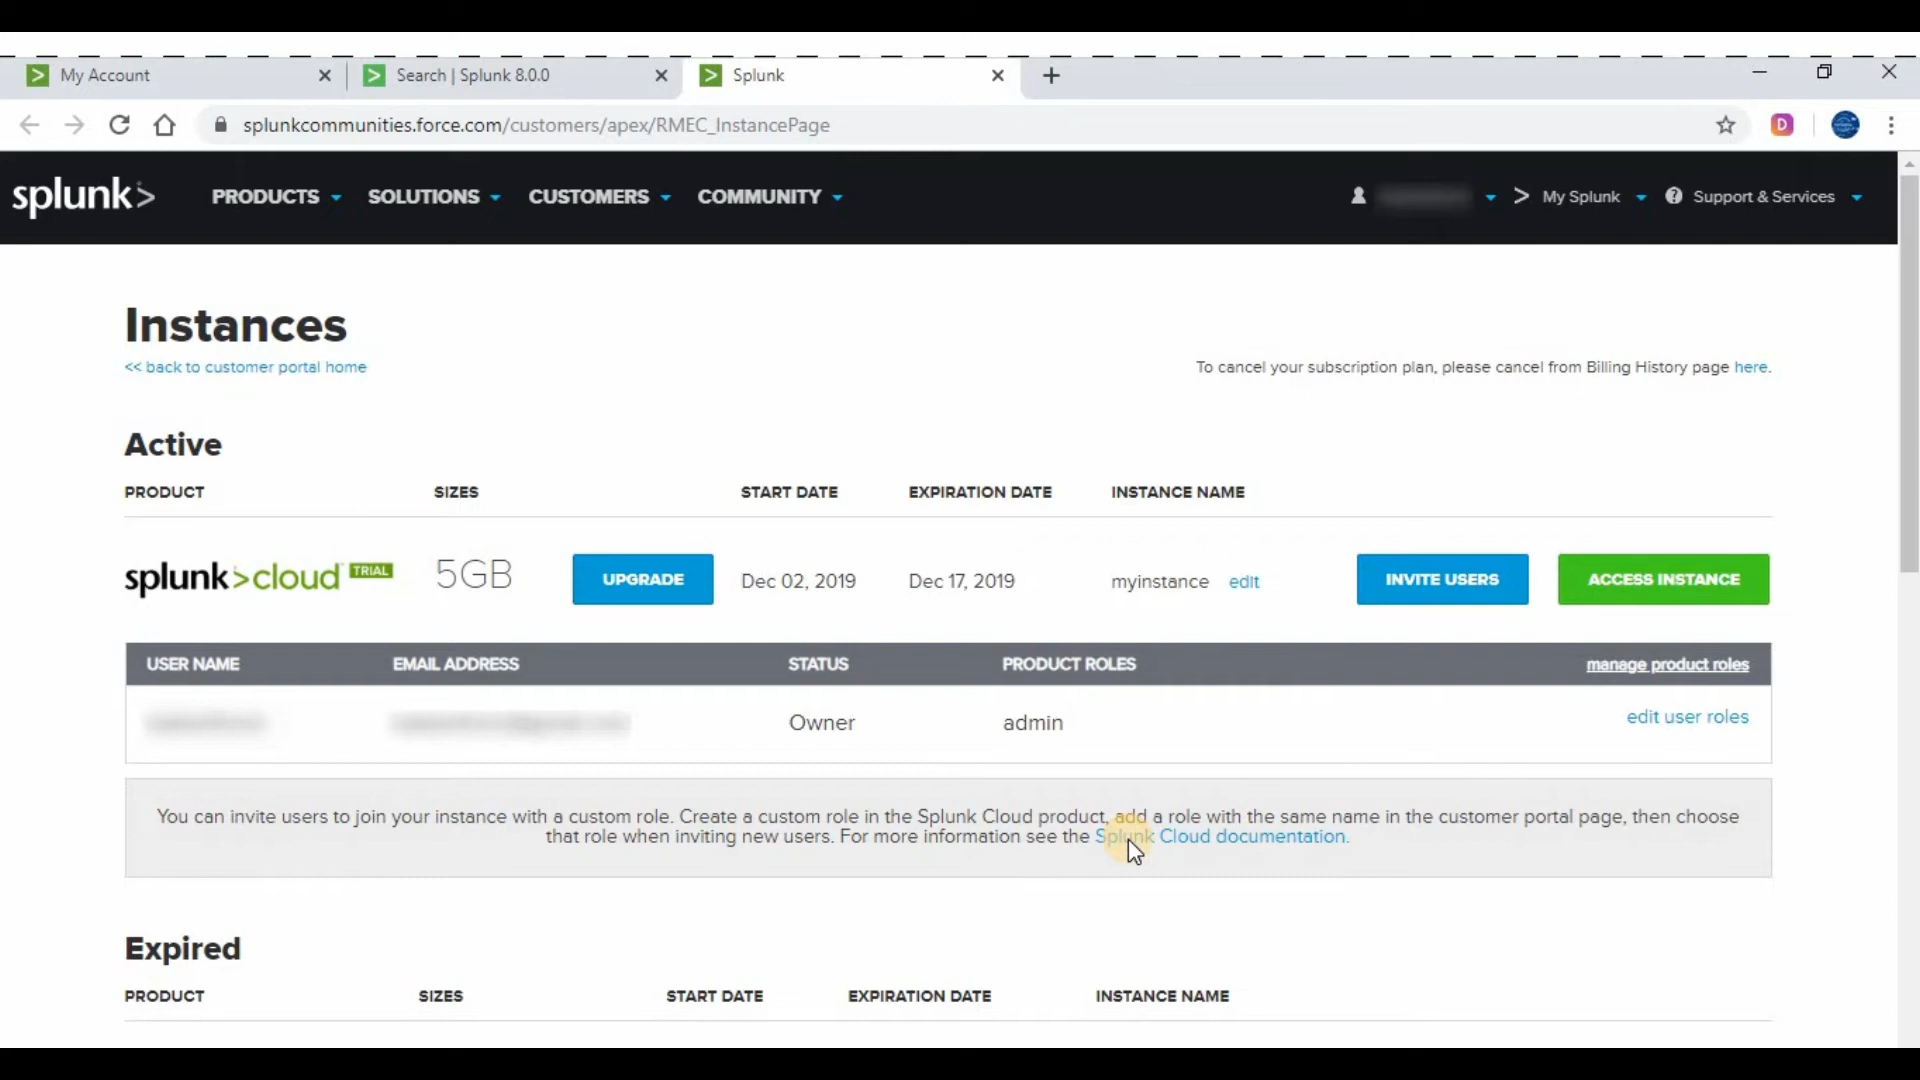 My Account
Search | Splunk 8.0.0
Splunk
splunkcommunities.force.com/customers/apex/RMEC_InstancePage
D
splunk> PRODUCTS SOLUTIONS CUSTOMERS COMMUNITY > My Splunk ? Support & Services
Instances
<< back to customer portal home
To cancel your subscription plan, please cancel from Billing History page here.
Active
PRODUCT SIZES START DATE EXPIRATION DATE INSTANCE NAME
splunk>cloud TRIAL 5GB UPGRADE Dec 02, 2019 Dec 17, 2019 myinstance edit INVITE USERS ACCESS INSTANCE
USER NAME EMAIL ADDRESS STATUS PRODUCT ROLES manage product roles
Owner admin edit user roles
You can invite users to join your instance with a custom role. Create a custom role in the Splunk Cloud product, add a role with the same name in the customer portal page, then choose
that role when inviting new users. For more information see the Splunk Cloud documentation.
Expired
PRODUCT SIZES START DATE EXPIRATION DATE INSTANCE NAME